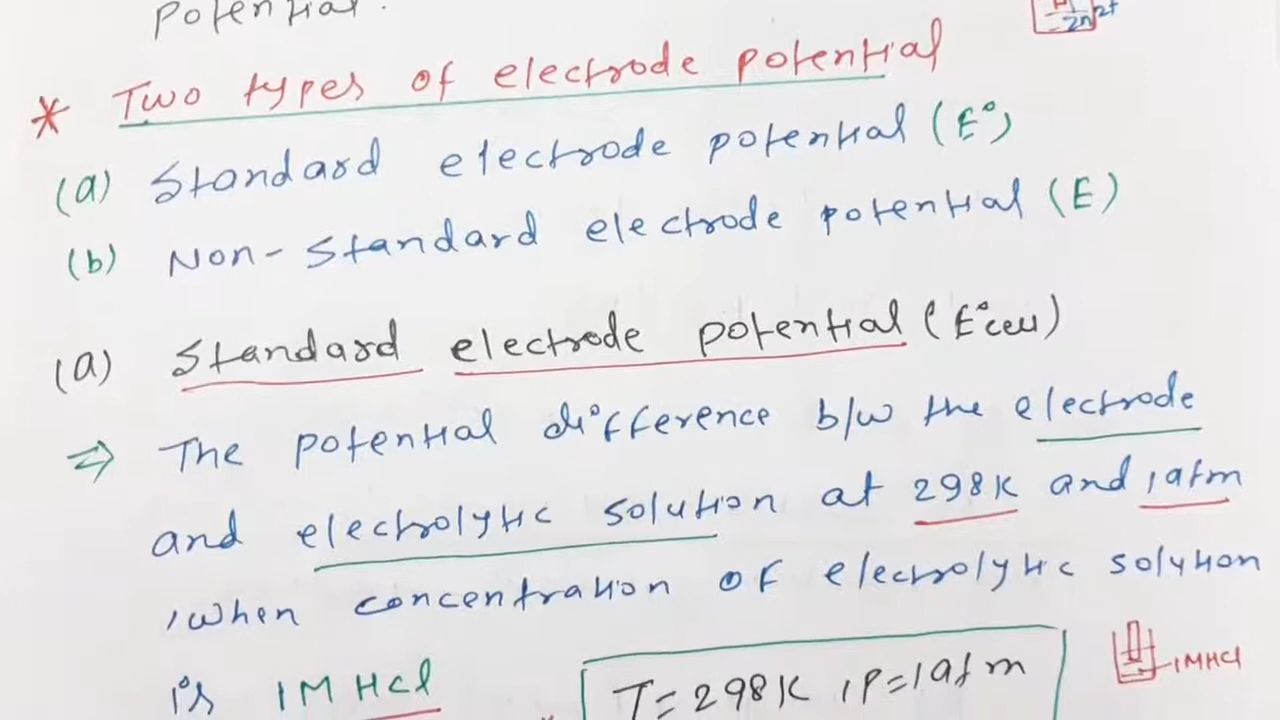 Potential.
Zn²⁺
* Two types of electrode potential
(a) Standard electrode potential (E°)
(b) Non-Standard electrode potential (E)
(a) Standard electrode potential (E°cell)
⇒ The potential difference b/w the electrode
and electrolytic solution at 298K and 1atm
, when concentration of electrolytic solution
is 1M HCl
1MHCl
T=298K , P=1atm